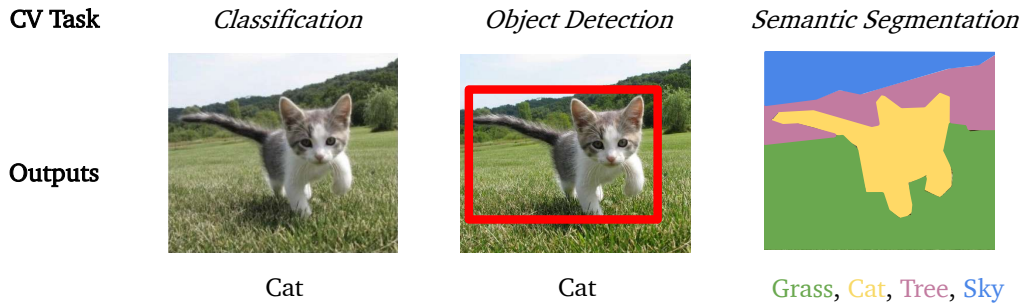 CV Task Classification Object Detection Semantic Segmentation
Outputs
Cat Cat Grass, Cat, Tree, Sky